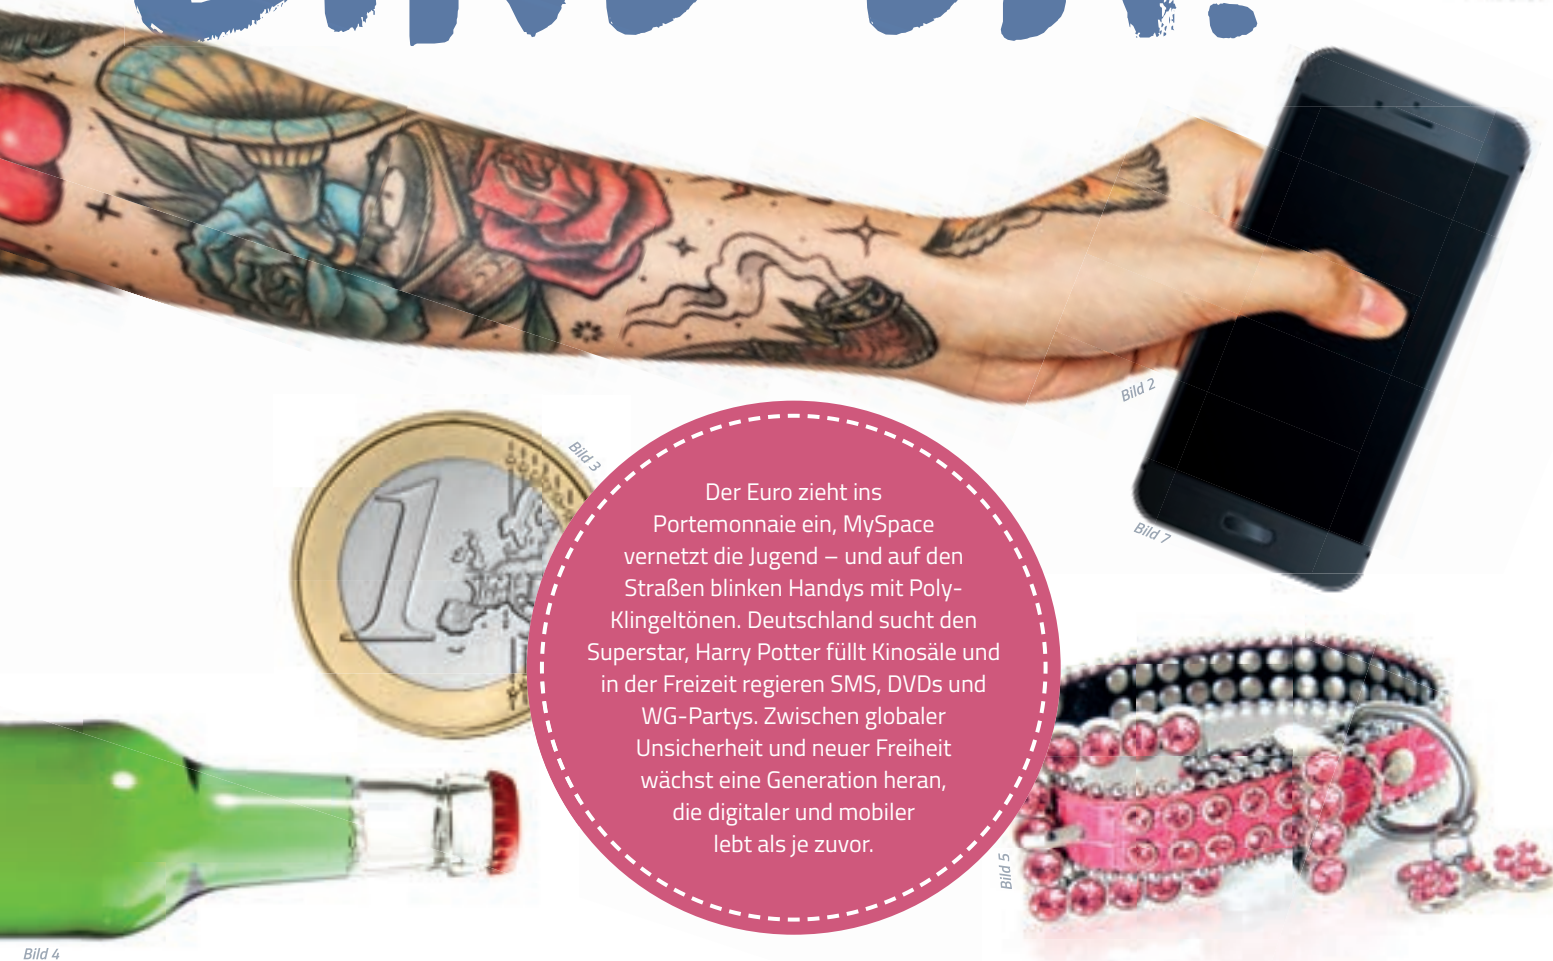 Bild 2
Bild 3
Der Euro zieht ins
Portemonnaie ein, MySpace
vernetzt die Jugend – und auf den
Straßen blinken Handys mit Poly-
Klingeltönen. Deutschland sucht den
Superstar, Harry Potter füllt Kinosäle und
in der Freizeit regieren SMS, DVDs und
WG-Partys. Zwischen globaler
Unsicherheit und neuer Freiheit
wächst eine Generation heran,
die digitaler und mobiler
lebt als je zuvor.
Bild 7
Bild 5
Bild 4
1